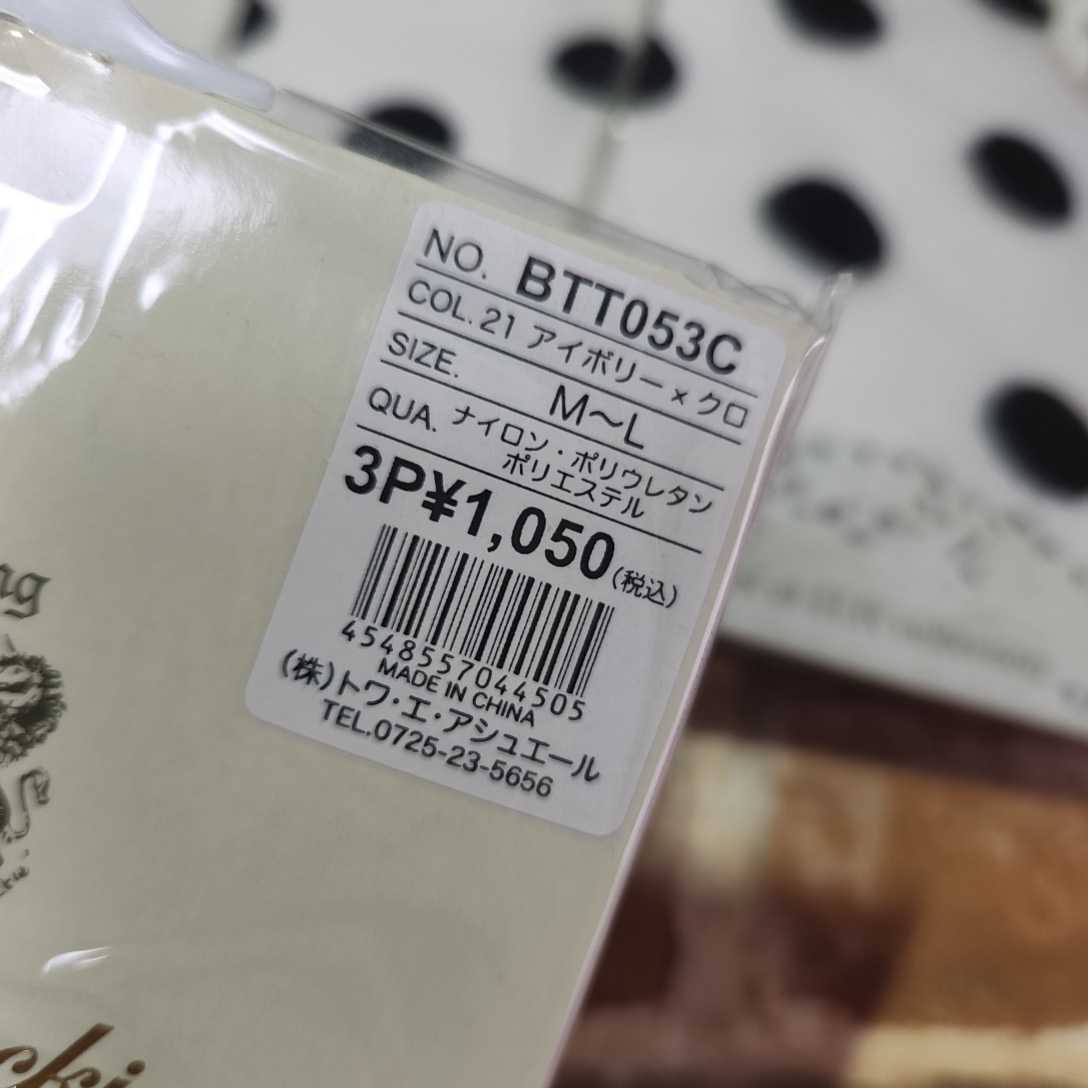 NO. BTT053C
COL. 21 アイボリー×クロ
SIZE. M～L
QUA. ナイロン・ポリウレタン
ポリエステル
3P¥1,050(税込)
4548557044505
MADE IN CHINA
(株)トワ・エ・アシュエール
TEL.0725-23-5656